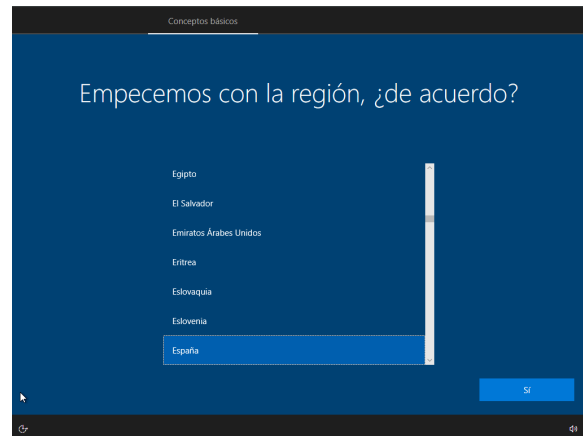 Conceptos básicos
Empecemos con la región, ¿de acuerdo?
Egipto
El Salvador
Emiratos Árabes Unidos
Eritrea
Eslovaquia
Eslovenia
España
Sí